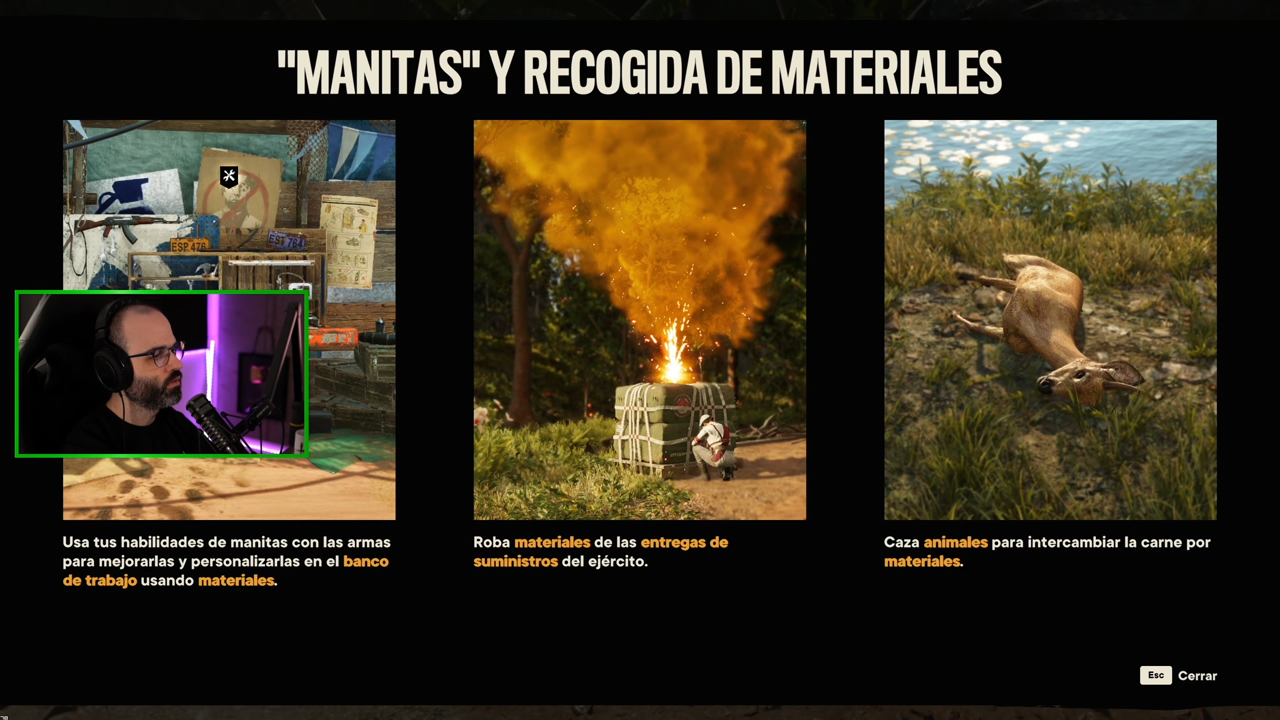 "MANITAS" Y RECOGIDA DE MATERIALES
ESP 476
Usa tus habilidades de manitas con las armas
para mejorarlas y personalizarlas en el banco
de trabajo usando materiales.
Roba materiales de las entregas de
suministros del ejército.
Caza animales para intercambiar la carne por
materiales.
Esc Cerrar